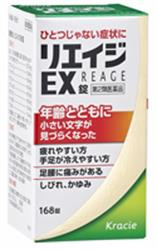 ひとつじゃない症状に
リエイジ
EX錠
REAGE
第2類医薬品
年齢とともに
小さい文字が
見づらくなった
疲れやすい方
手足が冷えやすい方
足腰に痛みがある
しびれ、かゆみ
168錠
Kracie